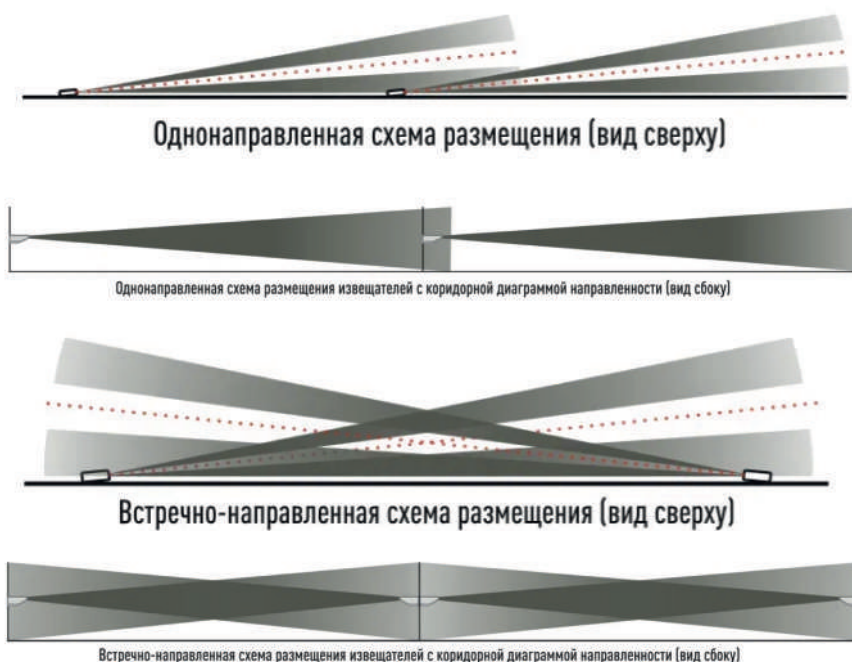 Однонаправленная схема размещения (вид сверху)
Однонаправленная схема размещения извещателей с коридорной диаграммой направленности (вид сбоку)
Встречно-направленная схема размещения (вид сверху)
Встречно-направленная схема размещения извещателей с коридорной диаграммой направленности (вид сбоку)